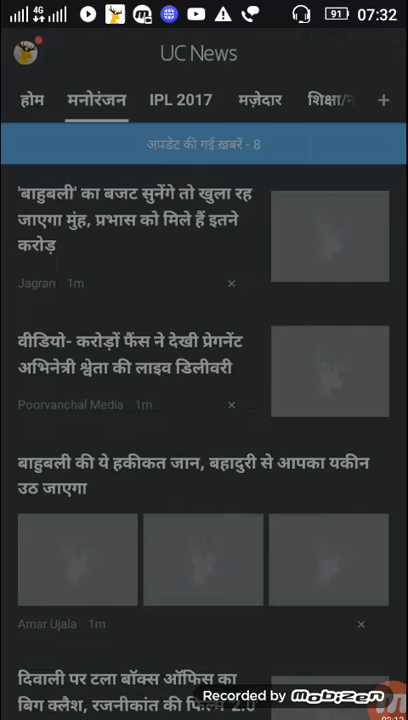 4G
91
07:32
UC News
होम मनोरंजन IPL 2017 मज़ेदार शिक्षा/
अपडेट की गई ख़बरें - 8
'बाहुबली' का बजट सुनेंगे तो खुला रह
जाएगा मुंह, प्रभास को मिले हैं इतने
करोड़
Jagran 1m
वीडियो- करोड़ों फैंस ने देखी प्रेगनेंट
अभिनेत्री श्वेता की लाइव डिलीवरी
Poorvanchal Media 1m
बाहुबली की ये हकीकत जान, बहादुरी से आपका यकीन
उठ जाएगा
Amar Ujala 1m
दिवाली पर टला बॉक्स ऑफिस का
बिग क्लैश, रजनीकांत की फिल्म '2.0'
Recorded by Mobizen